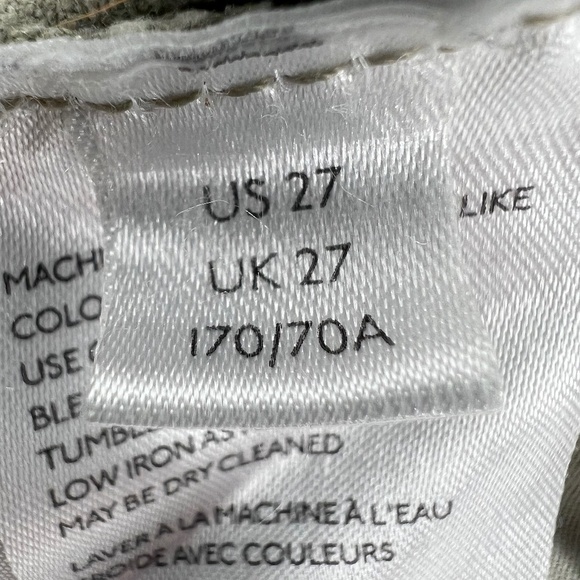 US 27
UK 27
170/70A
LIKE
MACHI
COLO
USE
BLE
TUMBL
LOW IRON AS
MAY BE DRY CLEANED
LAVER A LA MACHINE À L'EAU
ROIDE AVEC COULEURS